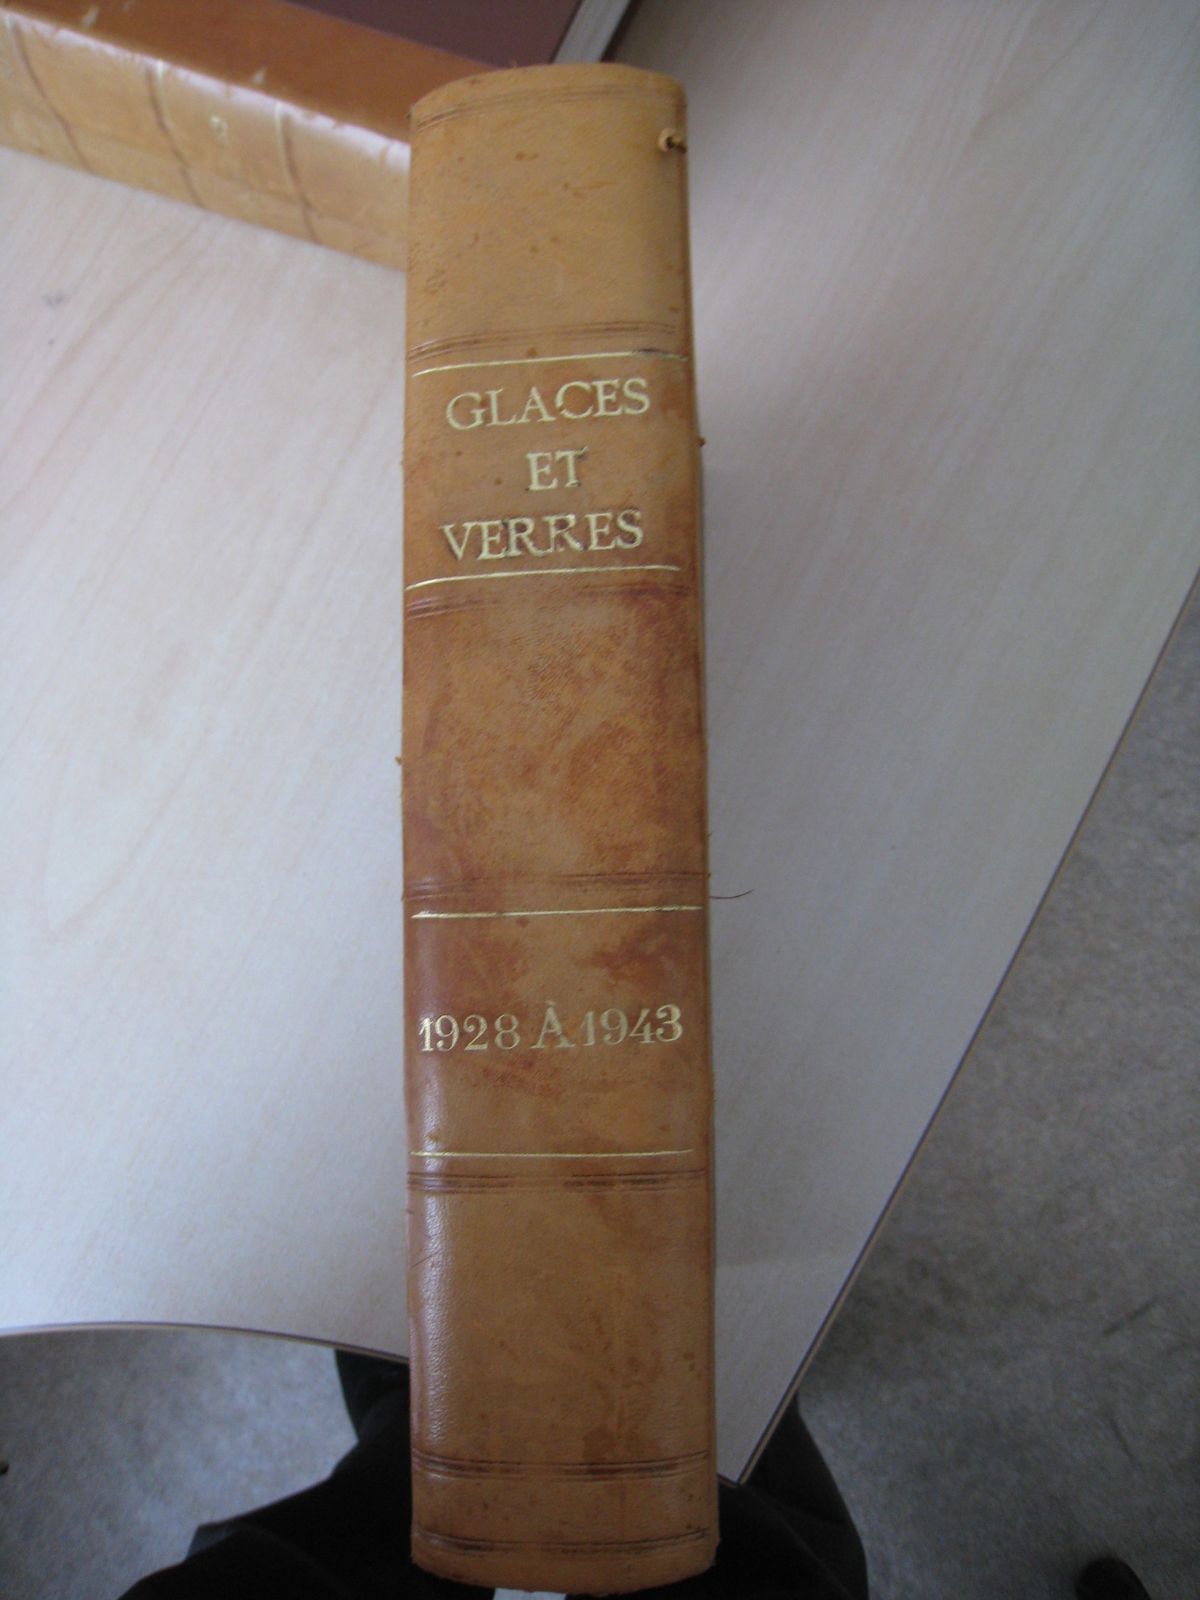 GLACES
ET
VERRES
1928 À 1943